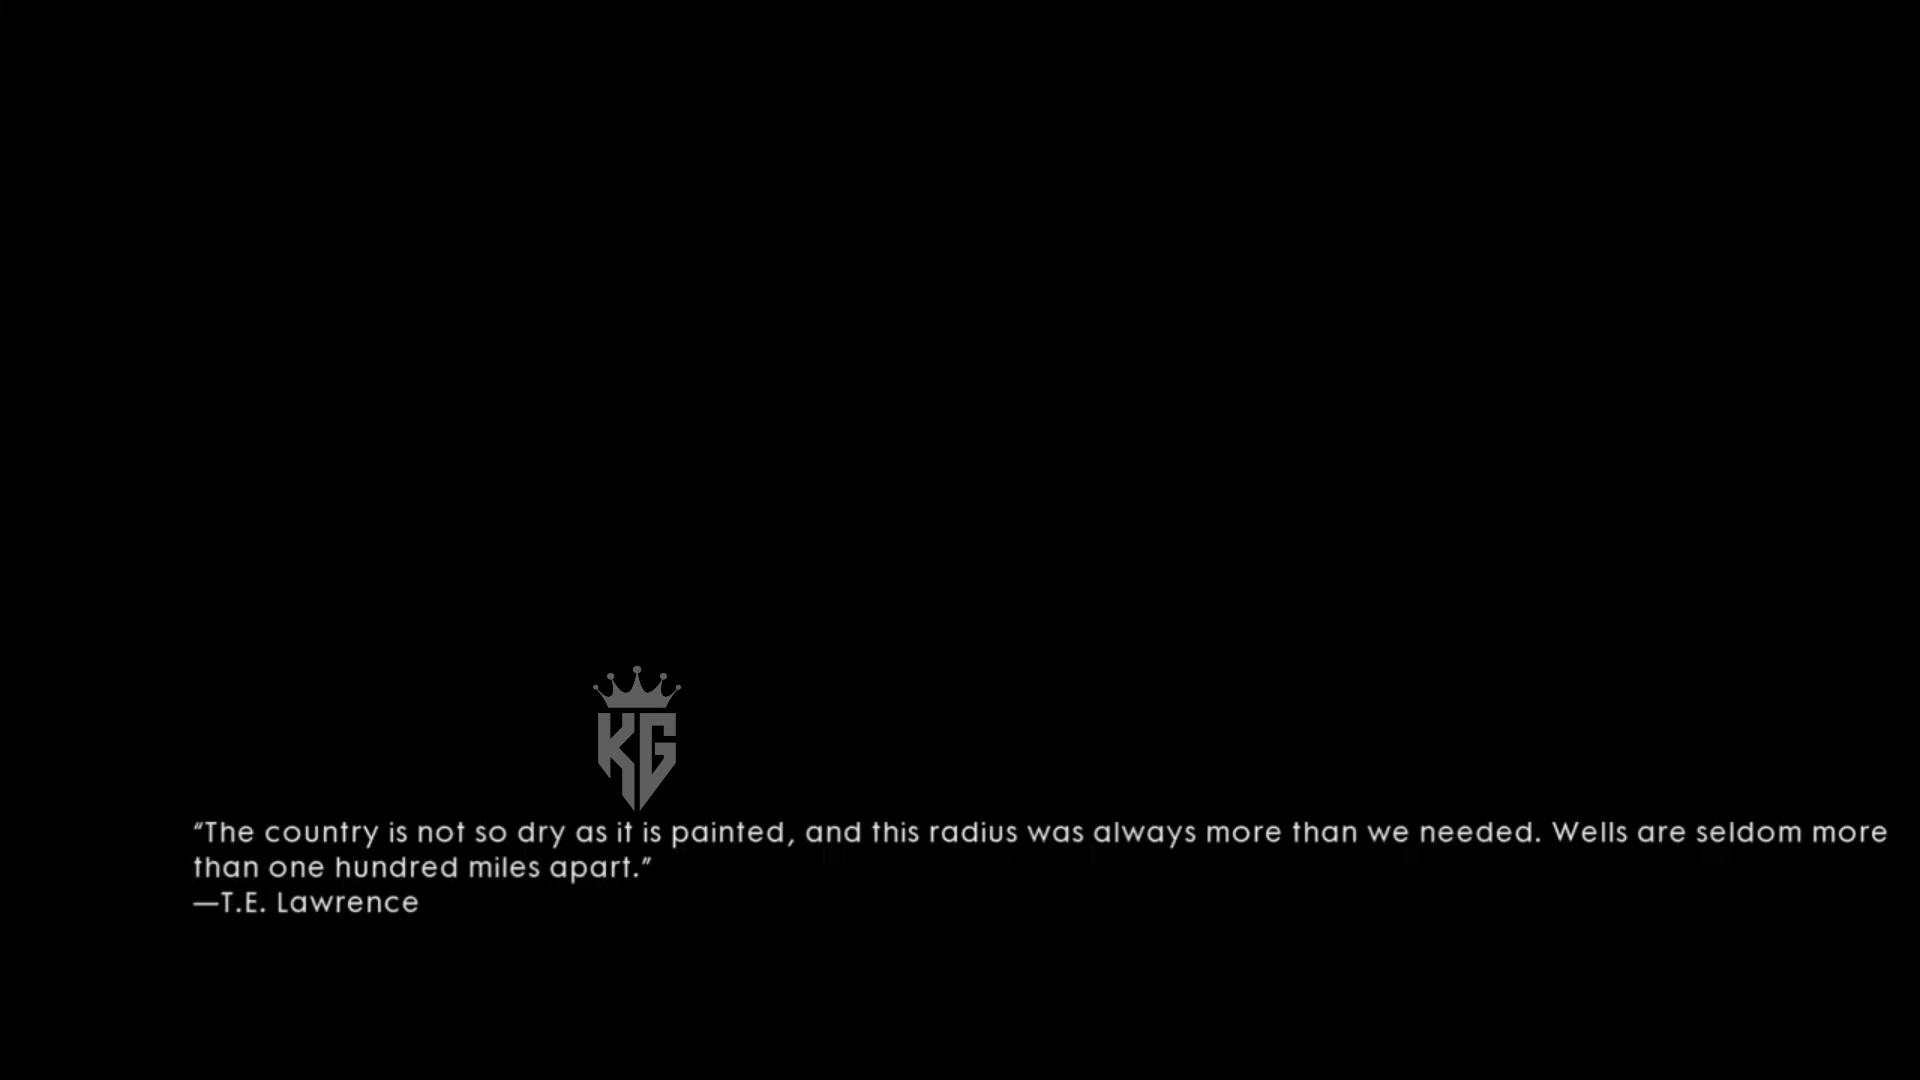 KG
“The country is not so dry as it is painted, and this radius was always more than we needed. Wells are seldom more
than one hundred miles apart.”
—T.E. Lawrence